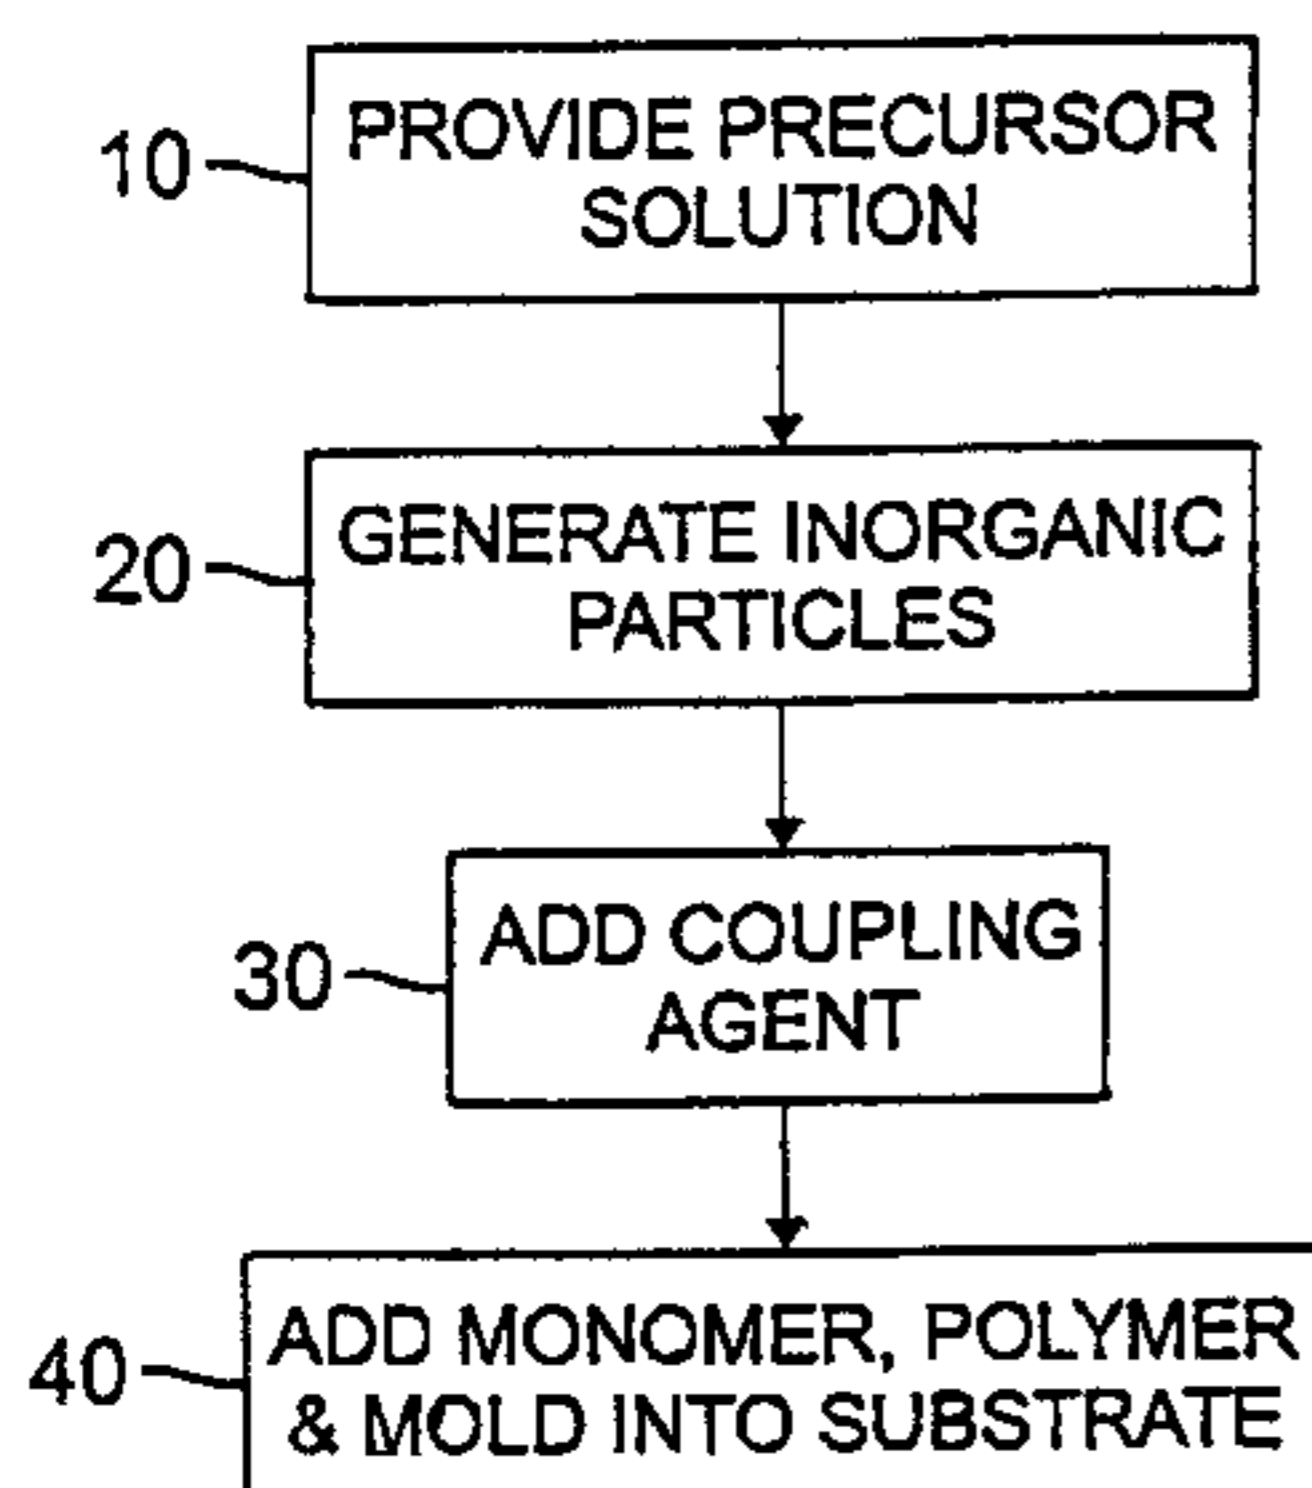 10
PROVIDE PRECURSOR
SOLUTION
20
GENERATE INORGANIC
PARTICLES
30
ADD COUPLING
AGENT
40
ADD MONOMER, POLYMER
& MOLD INTO SUBSTRATE